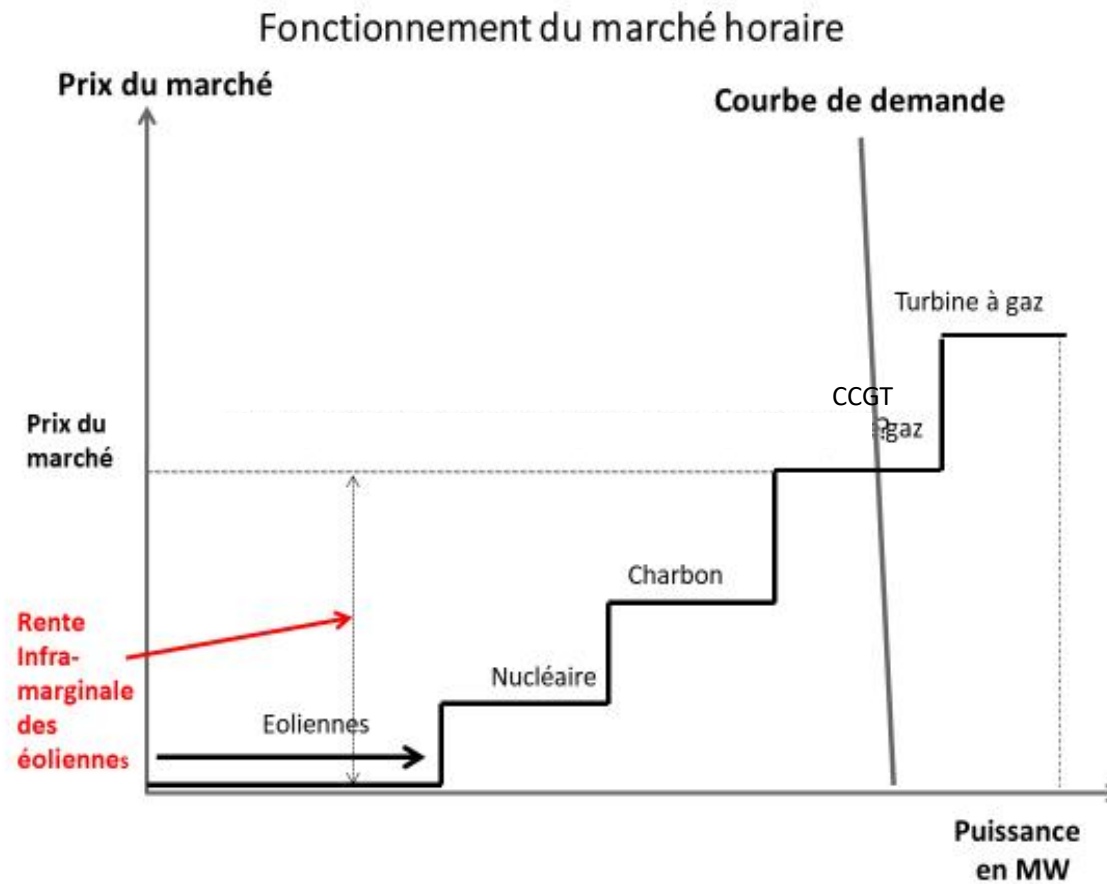 Fonctionnement du marché horaire
Prix du marché
Courbe de demande
Turbine à gaz
CCGT
gaz
Prix du
marché
Charbon
Rente
Infra-
marginale
des
éoliennes
Nucléaire
Eoliennes
Puissance
en MW